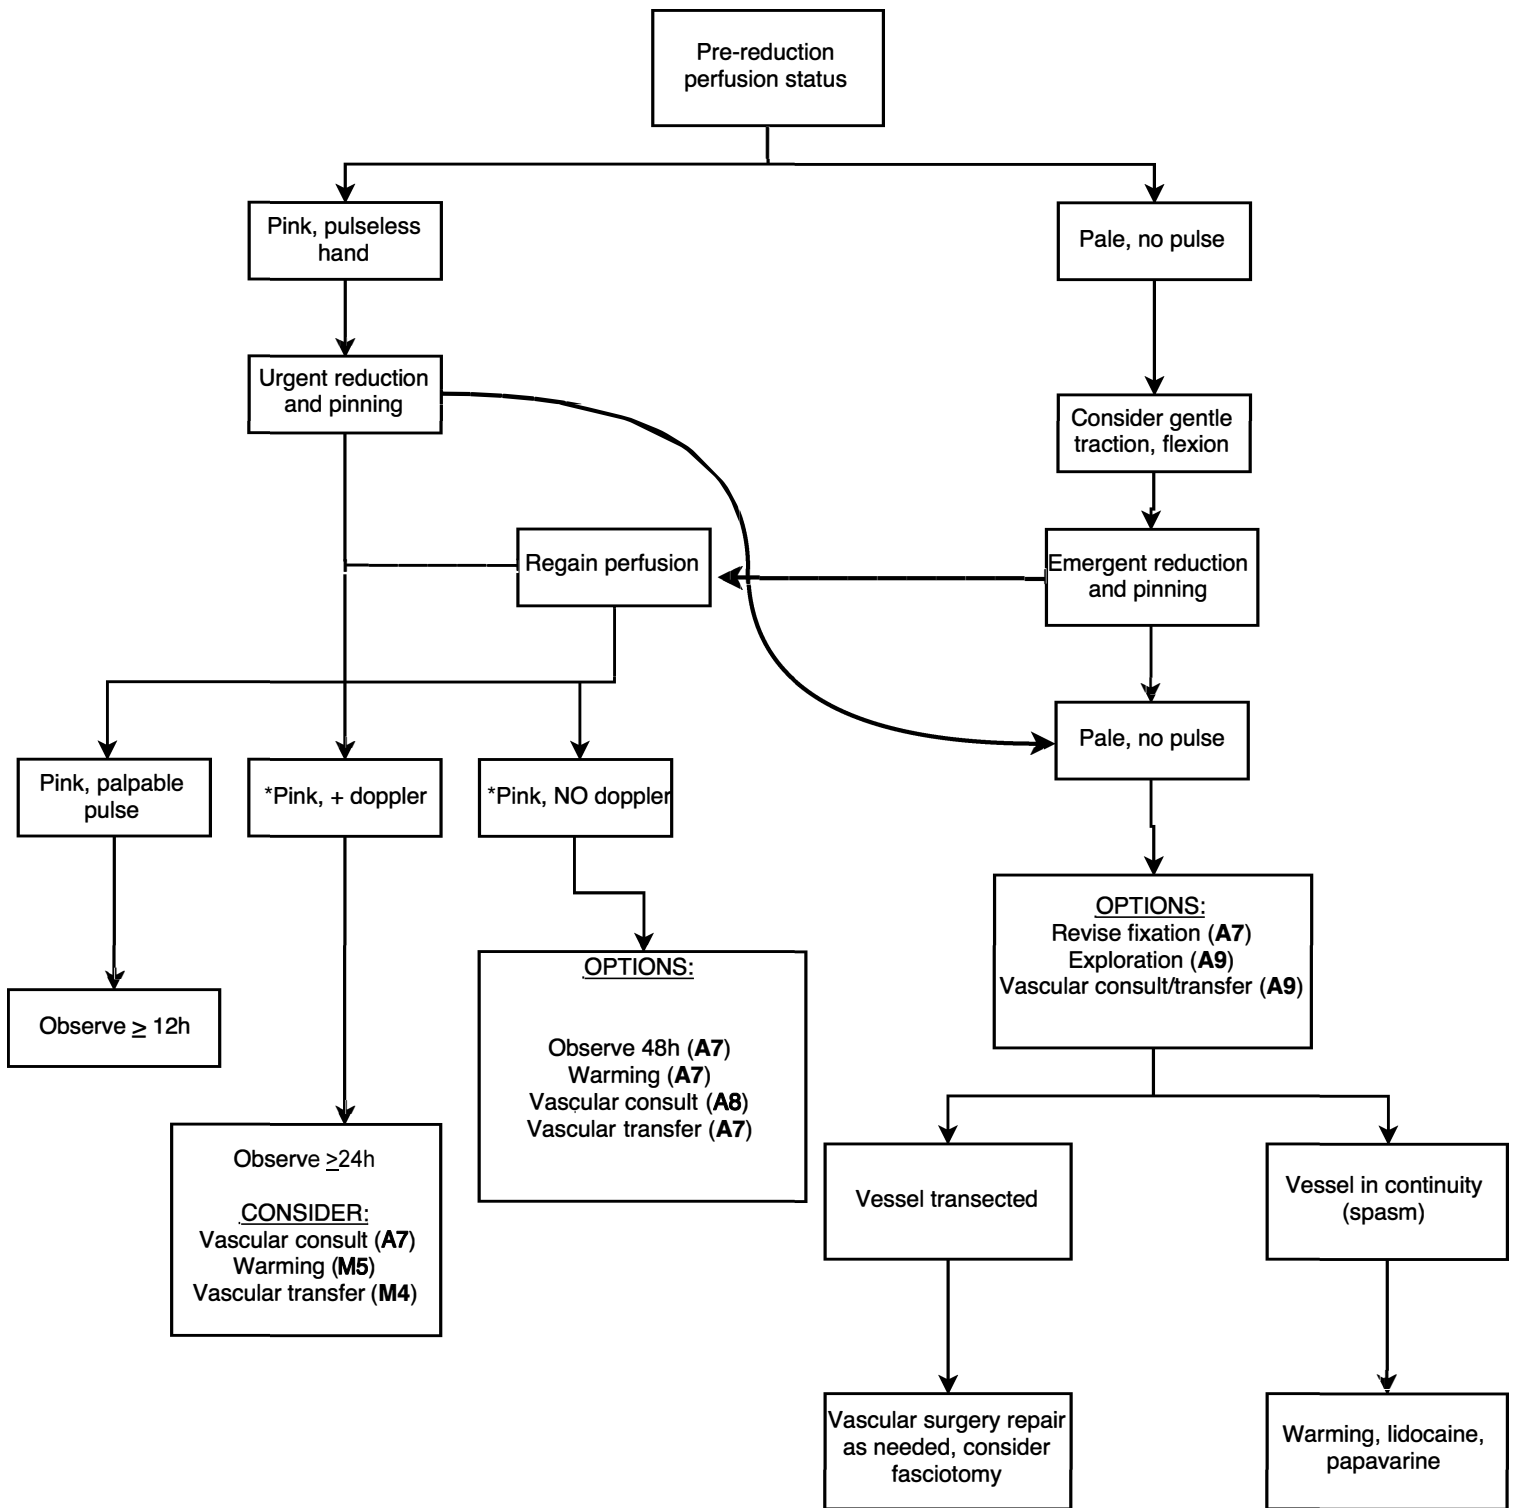 Pre-reduction
perfusion status
Pink, pulseless
hand
Pale, no pulse
Urgent reduction
and pinning
Consider gentle
traction, flexion
Regain perfusion
Emergent reduction
and pinning
Pale, no pulse
Pink, palpable
pulse
*Pink, + doppler
*Pink, NO doppler
Observe ≥ 12h
OPTIONS:
Revise fixation (A7)
Exploration (A9)
Vascular consult/transfer (A9)
OPTIONS:
Observe 48h (A7)
Warming (A7)
Vascular consult (A8)
Vascular transfer (A7)
Observe ≥24h
CONSIDER:
Vascular consult (A7)
Warming (M5)
Vascular transfer (M4)
Vessel transected
Vessel in continuity
(spasm)
Vascular surgery repair
as needed, consider
fasciotomy
Warming, lidocaine,
papavarine